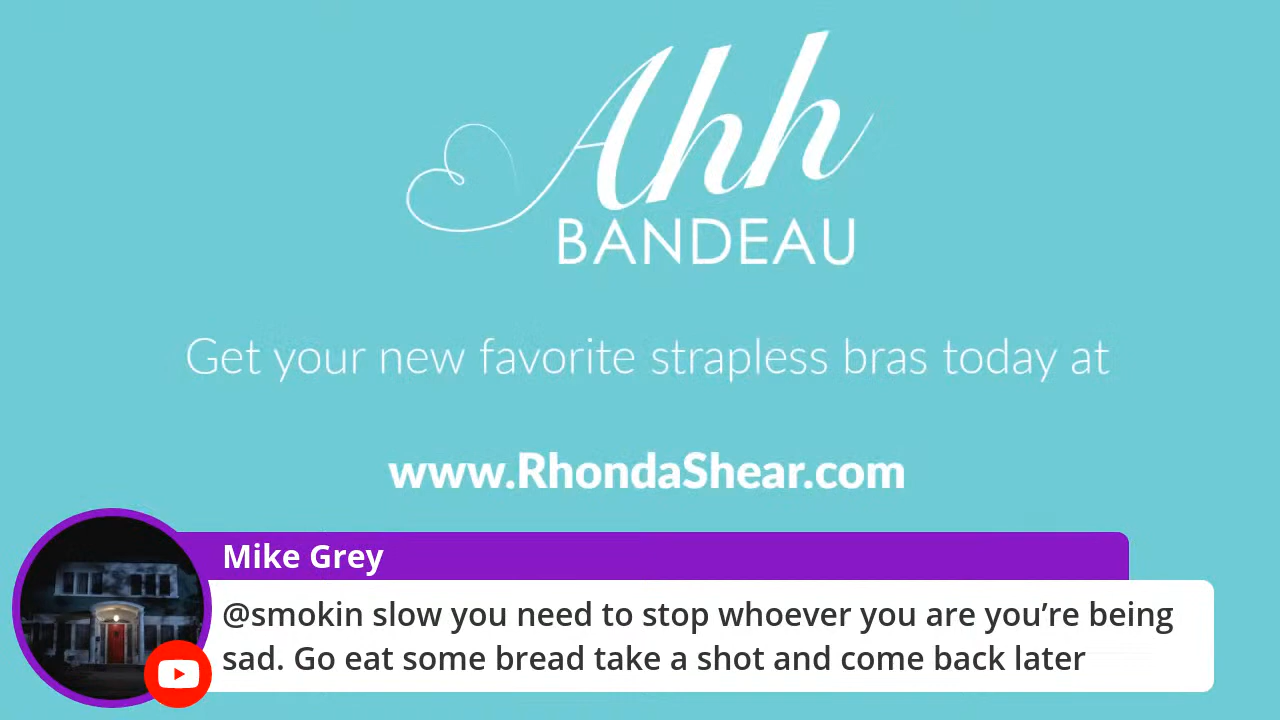 Ahh
BANDEAU
Get your new favorite strapless bras today at
www.RhondaShear.com
Mike Grey
@smokin slow you need to stop whoever you are you’re being
sad. Go eat some bread take a shot and come back later